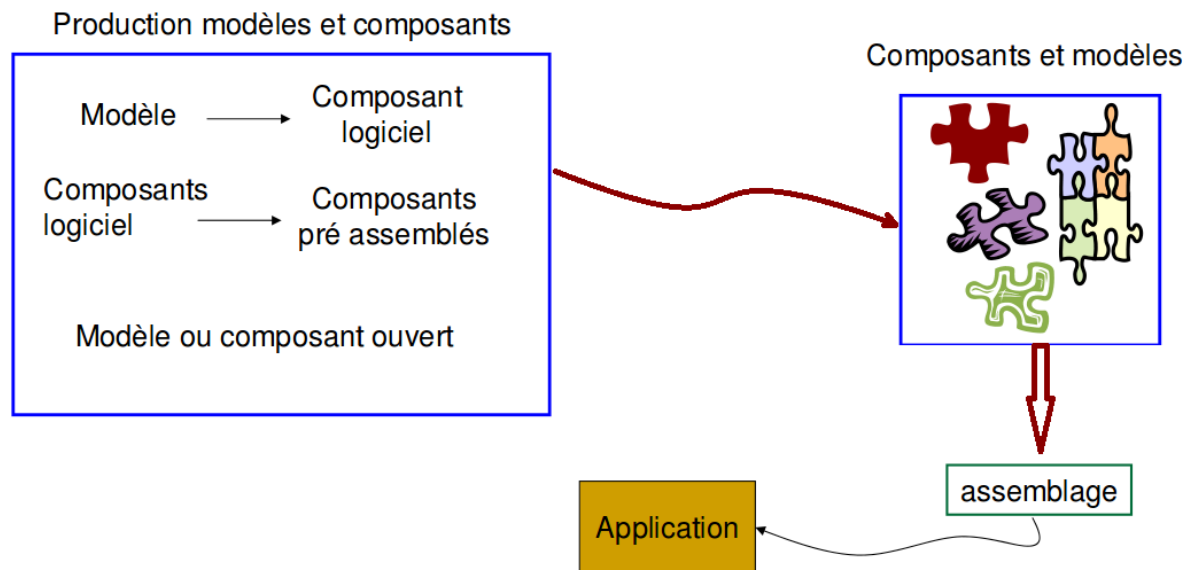 Production modèles et composants
Modèle
Composant
logiciel
Composants
logiciel
Composants
pré assemblés
Modèle ou composant ouvert
Composants et modèles
assemblage
Application